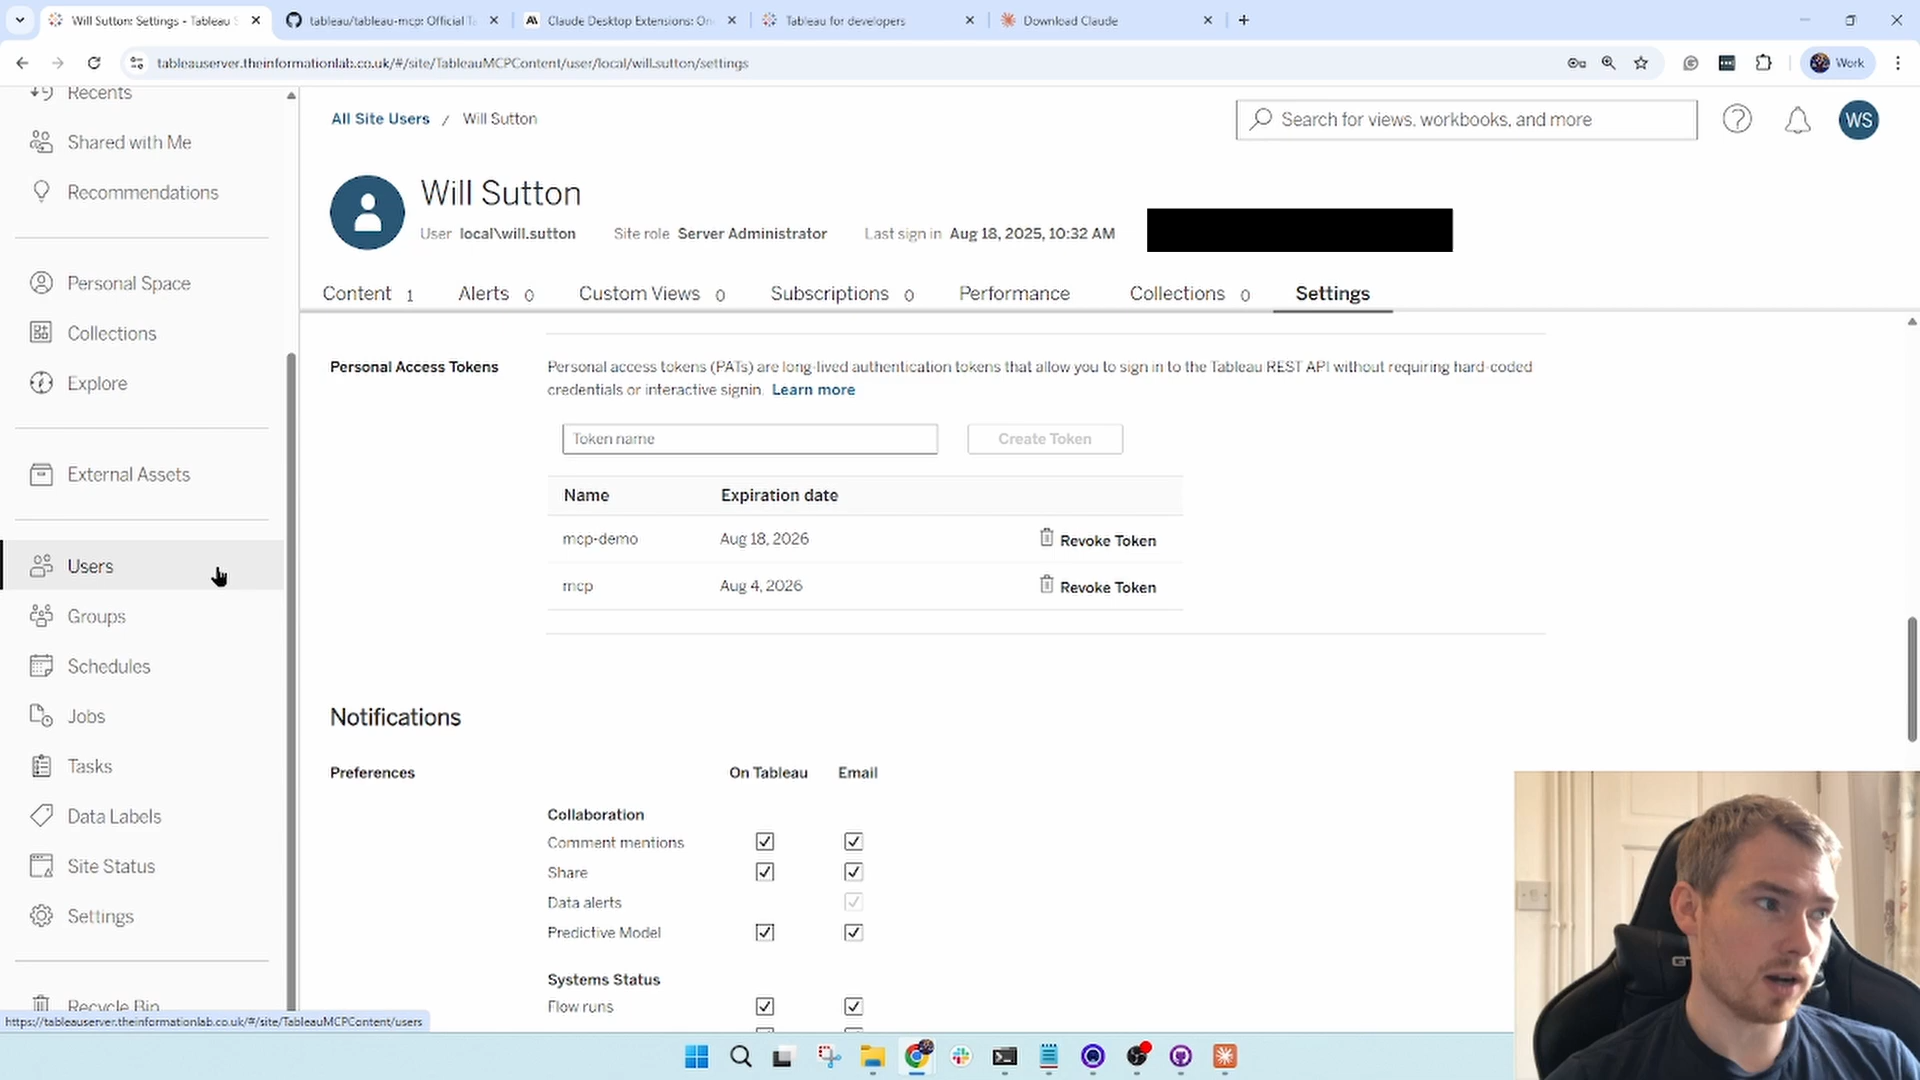 Will Sutton: Settings - Tableau S
tableau/tableau-mcp: Official Ta
Claude Desktop Extensions: On
Tableau for developers
Download Claude
tableauserver.theinformationlab.co.uk/#/site/TableauMCPContent/user/local/will.sutton/settings
Work
Recents
Shared with Me
Recommendations
Personal Space
Collections
Explore
External Assets
Users
Groups
Schedules
Jobs
Tasks
Data Labels
Site Status
Settings
Recycle Bin
https://tableauserver.theinformationlab.co.uk/#/site/TableauMCPContent/users
All Site Users / Will Sutton
Search for views, workbooks, and more
WS
Will Sutton
User local\will.sutton Site role Server Administrator Last sign in Aug 18, 2025, 10:32 AM
Content 1 Alerts 0 Custom Views 0 Subscriptions 0 Performance Collections 0 Settings
Personal Access Tokens
Personal access tokens (PATs) are long-lived authentication tokens that allow you to sign in to the Tableau REST API without requiring hard-coded
credentials or interactive signin. Learn more
Token name Create Token
Name Expiration date
mcp-demo Aug 18, 2026 Revoke Token
mcp Aug 4, 2026 Revoke Token
Notifications
Preferences On Tableau Email
Collaboration
Comment mentions
Share
Data alerts
Predictive Model
Systems Status
Flow runs